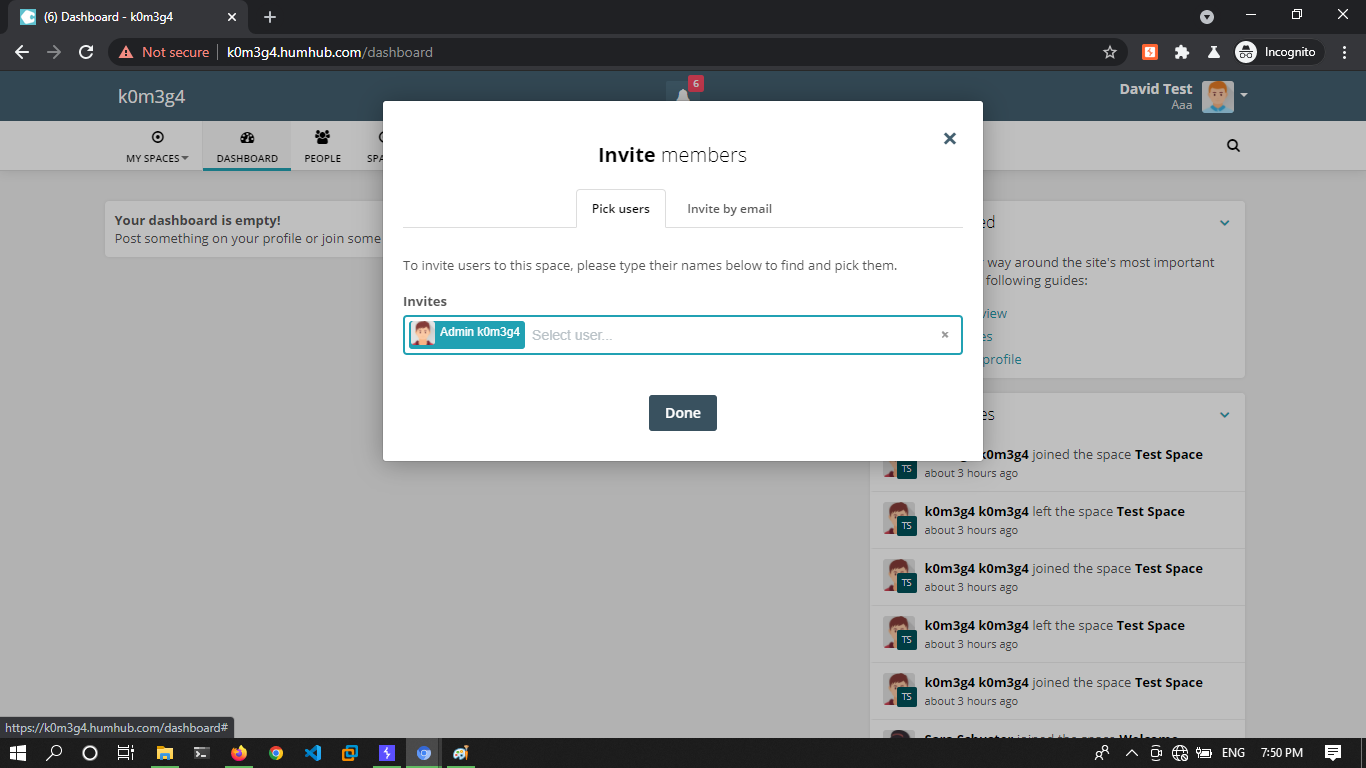 (6) Dashboard - k0m3g4
Not secure
k0m3g4.humhub.com/dashboard
Incognito
k0m3g4
6
David Test
Aaa
MY SPACES
DASHBOARD
PEOPLE
SPA
Your dashboard is empty!
Post something on your profile or join some
Invite members
Pick users
Invite by email
To invite users to this space, please type their names below to find and pick them.
Invites
Admin k0m3g4
Select user...
Done
ed
way around the site's most important
following guides:
view
es
profile
es
k0m3g4 joined the space Test Space
TS
about 3 hours ago
k0m3g4 k0m3g4 left the space Test Space
TS
about 3 hours ago
k0m3g4 k0m3g4 joined the space Test Space
TS
about 3 hours ago
k0m3g4 k0m3g4 left the space Test Space
TS
about 3 hours ago
k0m3g4 k0m3g4 joined the space Test Space
TS
about 3 hours ago
https://k0m3g4.humhub.com/dashboard#
ENG
7:50 PM